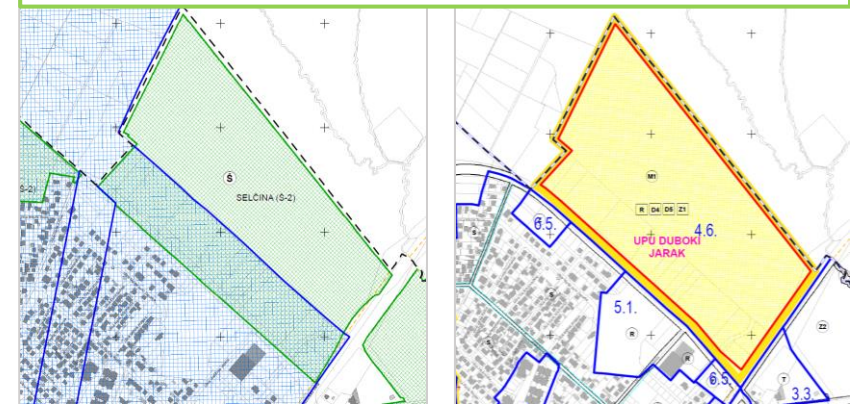 Š
SELČINA (Š-2)
Š-2)
M1
R D4 D5 Z1
4.6.
UPU DUBOKI
JARAK
6.5.
S
S
5.1.
S
R
Z2
R
S
6.5.
T
3.3.